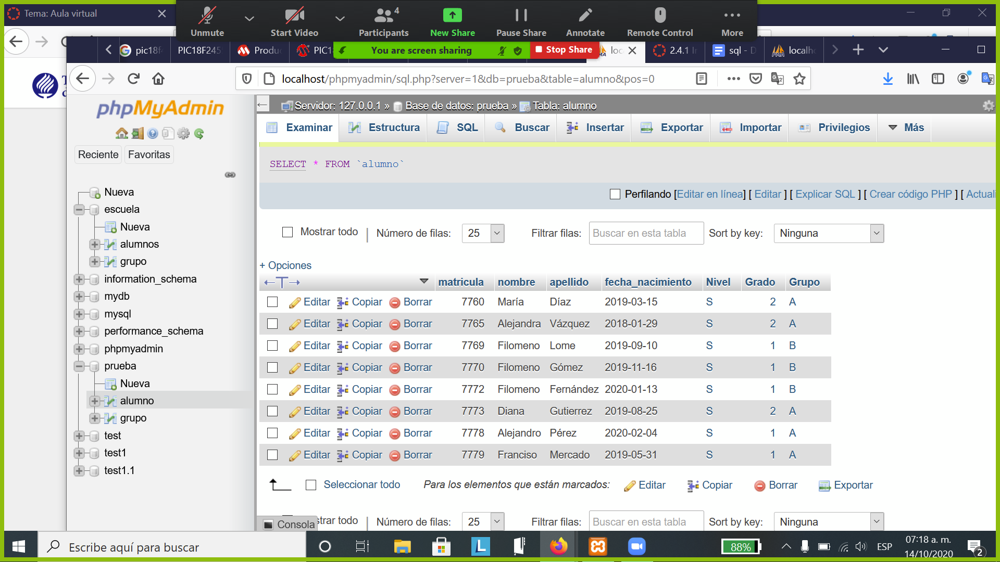 Tema: Aula virtual
Unmute
Start Video
4
Participants
New Share
Pause Share
Annotate
Remote Control
More
You are screen sharing
Stop Share
pic18f
PIC18F245
Produ
PIC1
loc
2.4.1 I
sql - D
localh
localhost/phpmyadmin/sql.php?server=1&db=prueba&table=alumno&pos=0
phpMyAdmin
Reciente
Favoritas
Nueva
escuela
Nueva
alumnos
grupo
information_schema
mydb
mysql
performance_schema
phpmyadmin
prueba
Nueva
alumno
grupo
test
test1
test1.1
Servidor: 127.0.0.1 » Base de datos: prueba » Tabla: alumno
Examinar Estructura SQL Buscar Insertar Exportar Importar Privilegios Más
SELECT * FROM `alumno`
Perfilando [Editar en línea] [ Editar ] [ Explicar SQL ] [ Crear código PHP ] [ Actuali
Mostrar todo | Número de filas: 25 Filtrar filas: Buscar en esta tabla Sort by key: Ninguna
+ Opciones
←T→ matricula nombre apellido fecha_nacimiento Nivel Grado Grupo
Editar Copiar Borrar 7760 María Díaz 2019-03-15 S 2 A
Editar Copiar Borrar 7765 Alejandra Vázquez 2018-01-29 S 2 A
Editar Copiar Borrar 7769 Filomeno Lome 2019-09-10 S 1 B
Editar Copiar Borrar 7770 Filomeno Gómez 2019-11-16 S 1 B
Editar Copiar Borrar 7772 Filomeno Fernández 2020-01-13 S 1 B
Editar Copiar Borrar 7773 Diana Gutierrez 2019-08-25 S 2 A
Editar Copiar Borrar 7778 Alejandro Pérez 2020-02-04 S 1 A
Editar Copiar Borrar 7779 Franciso Mercado 2019-05-31 S 1 A
Seleccionar todo Para los elementos que están marcados: Editar Copiar Borrar Exportar
Consola
strar todo | Número de filas: 25 Filtrar filas: Buscar en esta tabla Sort by key: Ninguna
Escribe aquí para buscar
88%
ESP
07:18 a. m.
14/10/2020
2